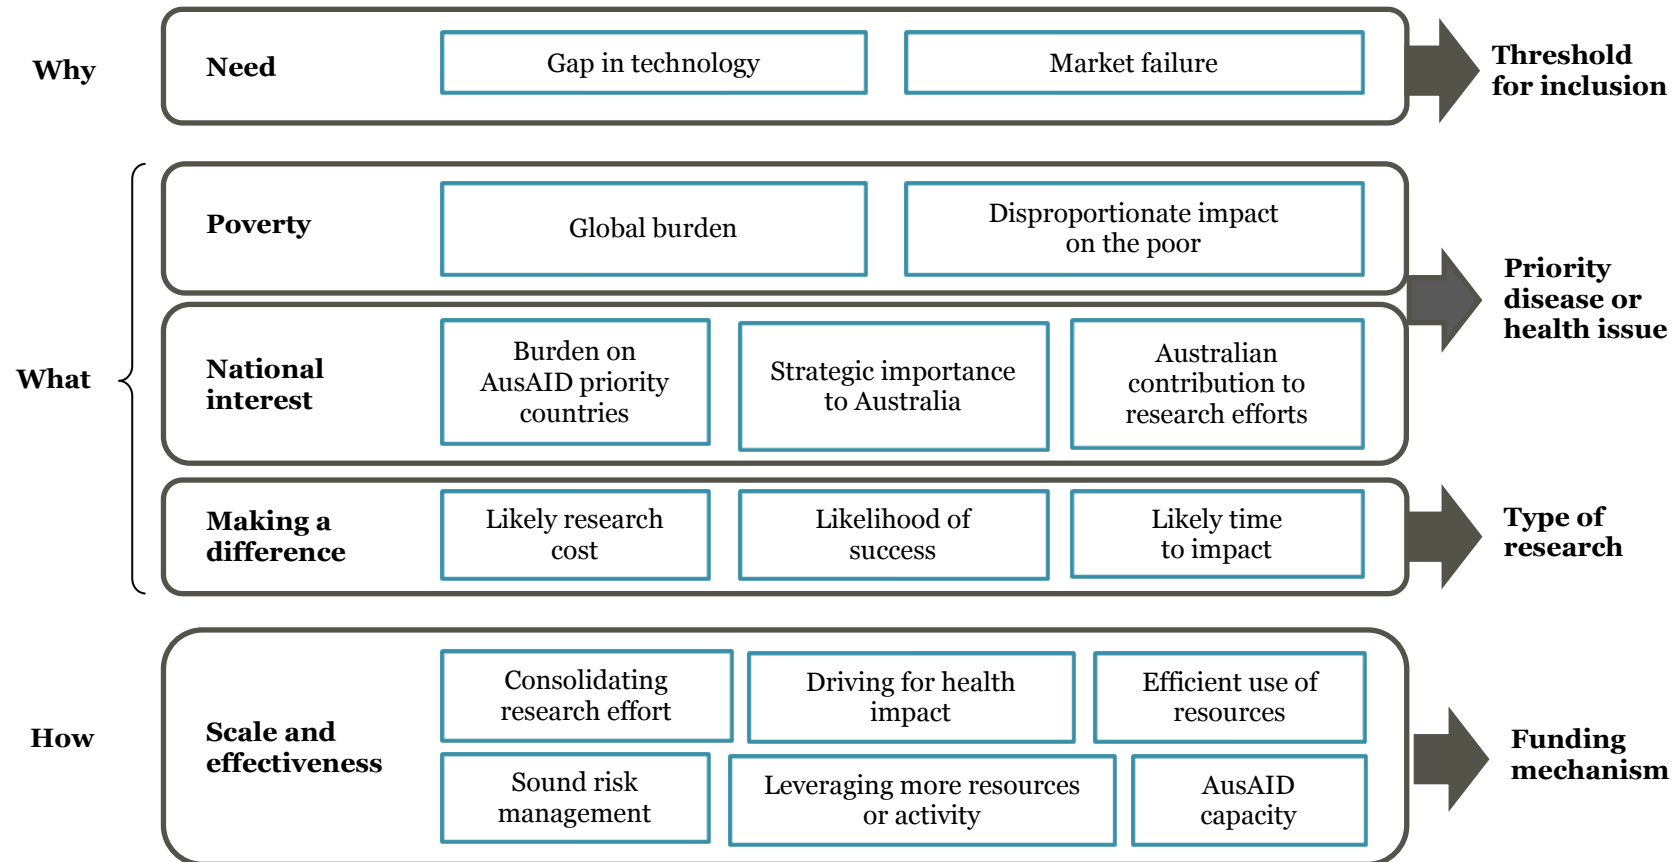 Why
Need
Gap in technology
Market failure
Threshold
for inclusion
What
Poverty
Global burden
Disproportionate impact
on the poor
Priority
disease or
health issue
National
interest
Burden on
AusAID priority
countries
Strategic importance
to Australia
Australian
contribution to
research efforts
Making a
difference
Likely research
cost
Likelihood of
success
Likely time
to impact
Type of
research
How
Scale and
effectiveness
Consolidating
research effort
Driving for health
impact
Efficient use of
resources
Sound risk
management
Leveraging more resources
or activity
AusAID
capacity
Funding
mechanism